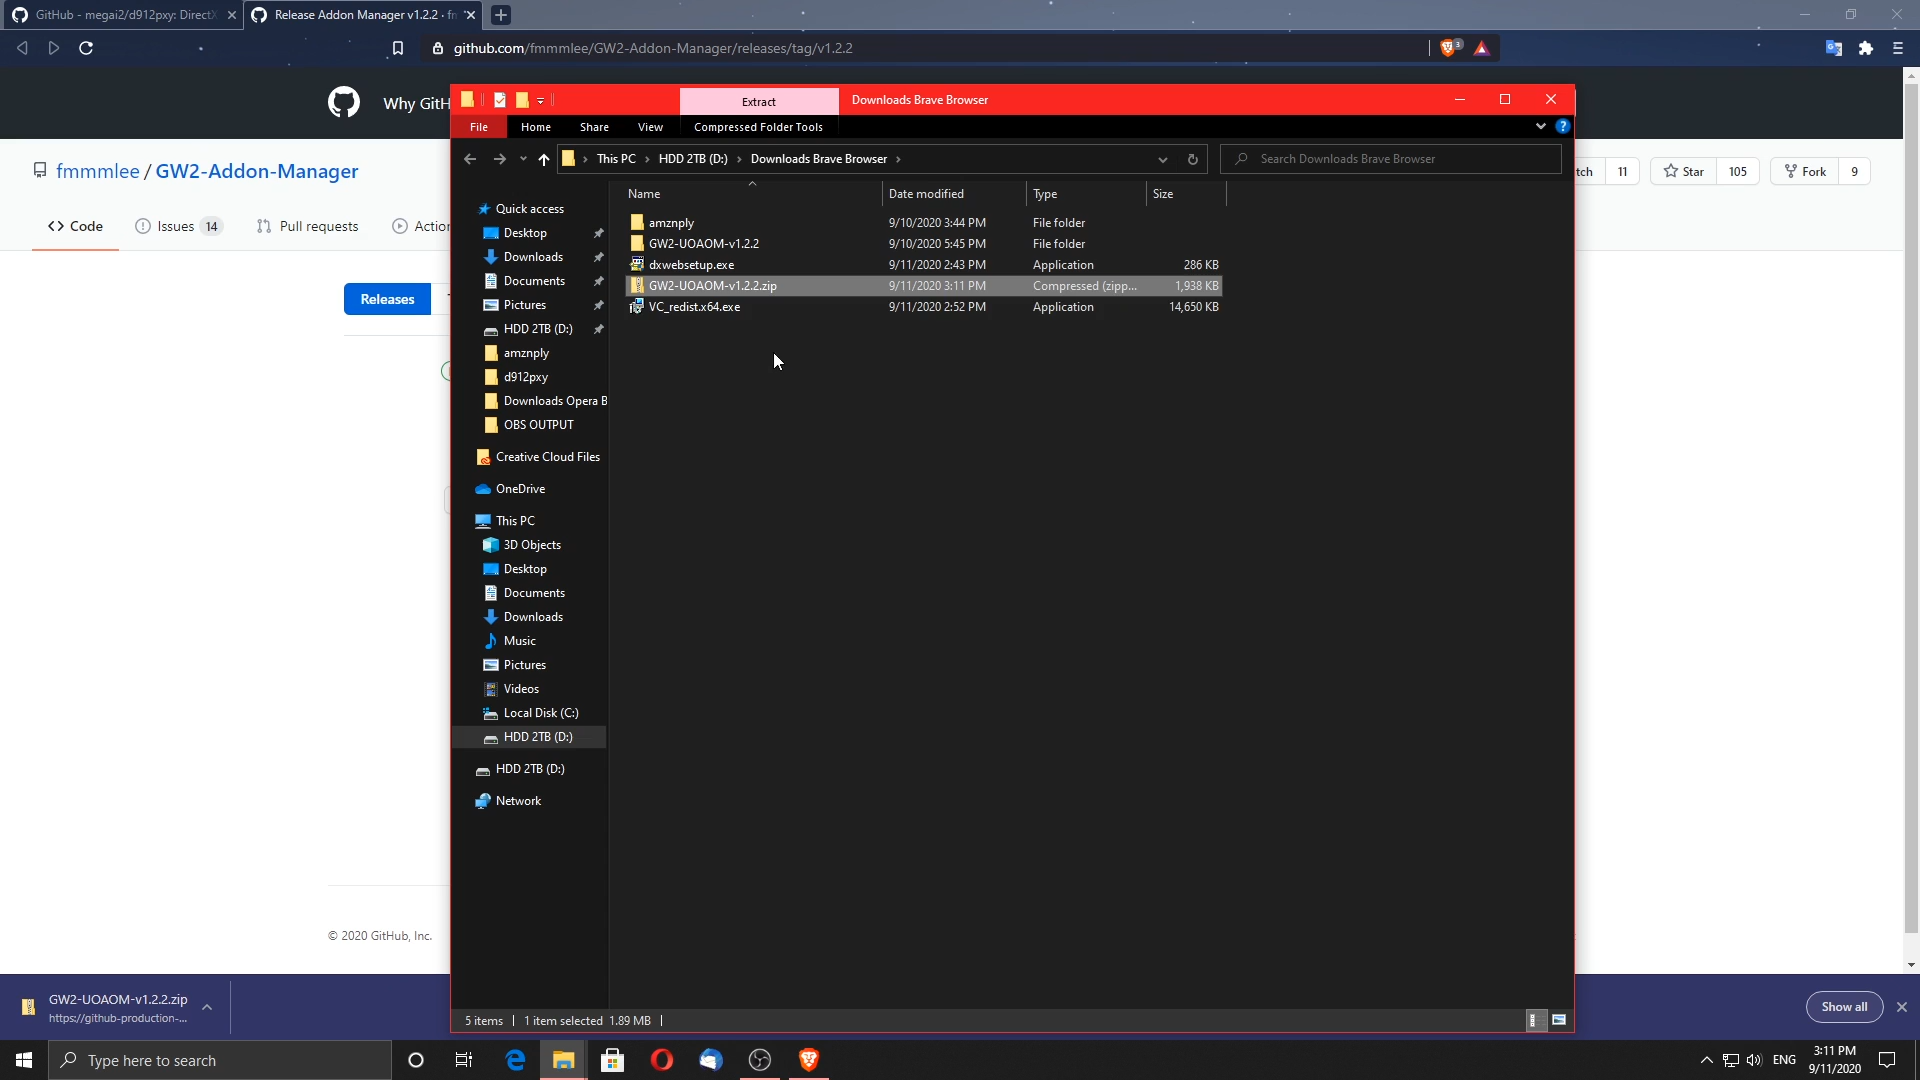 GitHub - megai2/d912pxy: DirectX
Release Addon Manager v1.2.2 · fm
github.com/fmmmlee/GW2-Addon-Manager/releases/tag/v1.2.2
3
Why GitH
Extract
Downloads Brave Browser
File
Home
Share
View
Compressed Folder Tools
fmmmlee / GW2-Addon-Manager
tch
11
Star
105
Fork
9
This PC
HDD 2TB (D:)
Downloads Brave Browser
Search Downloads Brave Browser
Code
Issues 14
Pull requests
Action
Name
Date modified
Type
Size
amznply 9/10/2020 3:44 PM File folder
GW2-UOAOM-v1.2.2 9/10/2020 5:45 PM File folder
dxwebsetup.exe 9/11/2020 2:43 PM Application 286 KB
GW2-UOAOM-v1.2.2.zip 9/11/2020 3:11 PM Compressed (zipp... 1,938 KB
VC_redist.x64.exe 9/11/2020 2:52 PM Application 14,650 KB
Releases
Quick access
Desktop
Downloads
Documents
Pictures
HDD 2TB (D:)
amznply
d912pxy
Downloads Opera B
OBS OUTPUT
Creative Cloud Files
OneDrive
This PC
3D Objects
Desktop
Documents
Downloads
Music
Pictures
Videos
Local Disk (C:)
HDD 2TB (D:)
HDD 2TB (D:)
Network
© 2020 GitHub, Inc.
5 items
1 item selected 1.89 MB
GW2-UOAOM-v1.2.2.zip
https://github-production-...
Show all
Type here to search
ENG
3:11 PM
9/11/2020